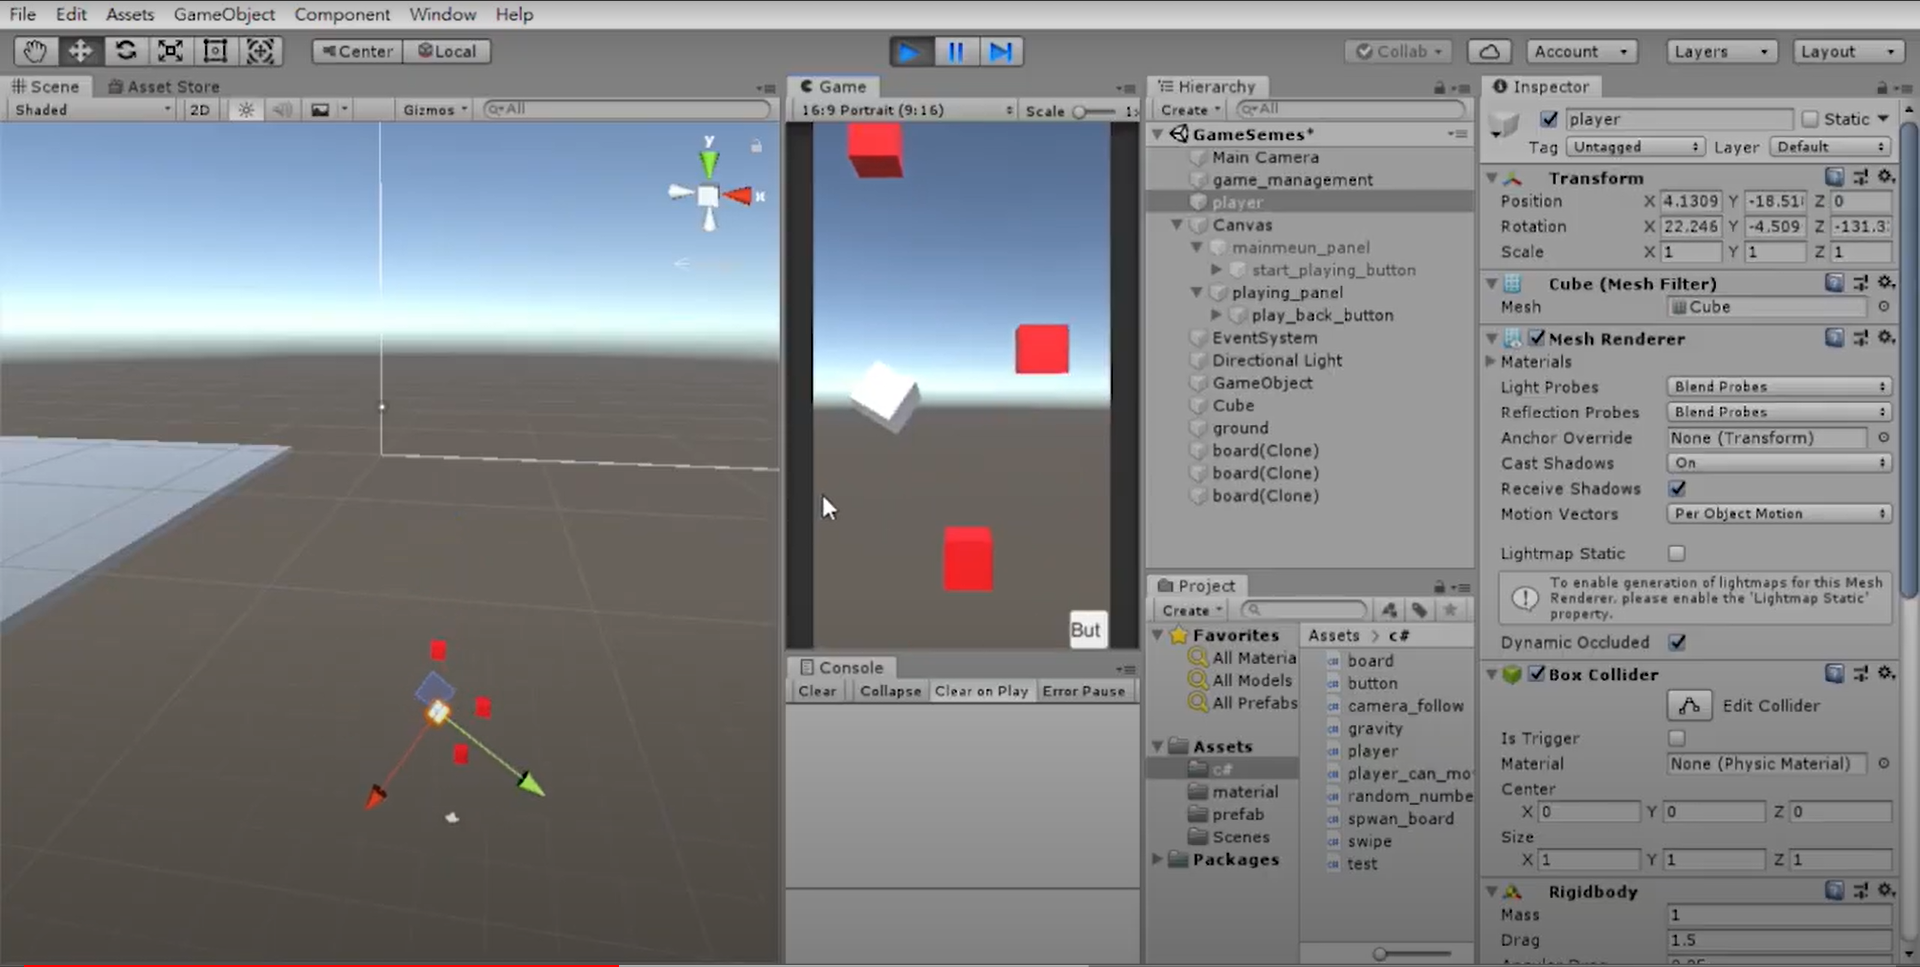 File Edit Assets GameObject Component Window Help
Center Local
Collab Account Layers Layout
Scene Asset Store
Shaded 2D Gizmos All
y
x
Game
16:9 Portrait (9:16) Scale 1x
But
Console
Clear Collapse Clear on Play Error Pause
Hierarchy
Create All
GameSemes*
Main Camera
game_management
player
Canvas
mainmeun_panel
start_playing_button
playing_panel
play_back_button
EventSystem
Directional Light
GameObject
Cube
ground
board(Clone)
board(Clone)
board(Clone)
Project
Create
Favorites
All Materia
All Models
All Prefabs
Assets
c#
material
prefab
Scenes
Packages
Assets > c#
board
button
camera_follow
gravity
player
player_can_mo
random_numbe
spwan_board
swipe
test
Inspector
player Static
Tag Untagged Layer Default
Transform
Position X 4.1309 Y -18.51 Z 0
Rotation X 22.246 Y -4.509 Z -131.3
Scale X 1 Y 1 Z 1
Cube (Mesh Filter)
Mesh Cube
Mesh Renderer
Materials
Light Probes Blend Probes
Reflection Probes Blend Probes
Anchor Override None (Transform)
Cast Shadows On
Receive Shadows
Motion Vectors Per Object Motion
Lightmap Static
To enable generation of lightmaps for this Mesh
Renderer, please enable the 'Lightmap Static'
property.
Dynamic Occluded
Box Collider
Edit Collider
Is Trigger
Material None (Physic Material)
Center
X 0 Y 0 Z 0
Size
X 1 Y 1 Z 1
Rigidbody
Mass 1
Drag 1.5